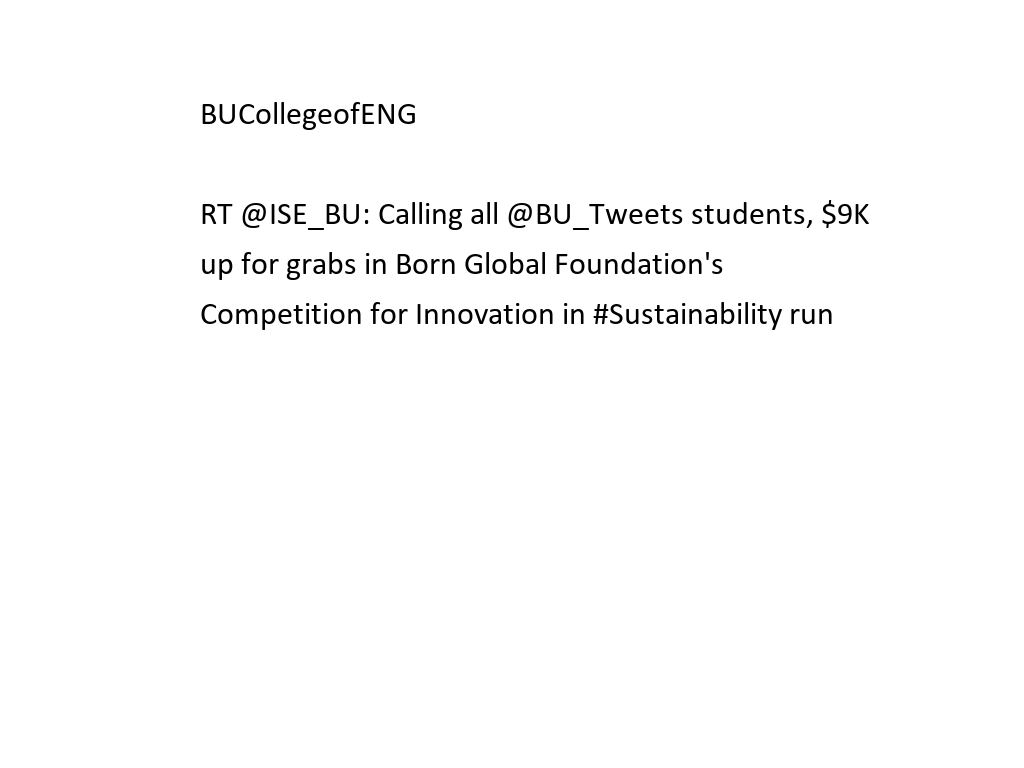 BUCollegeofENG
RT @ISE_BU: Calling all @BU_Tweets students, $9K
up for grabs in Born Global Foundation's
Competition for Innovation in #Sustainability run